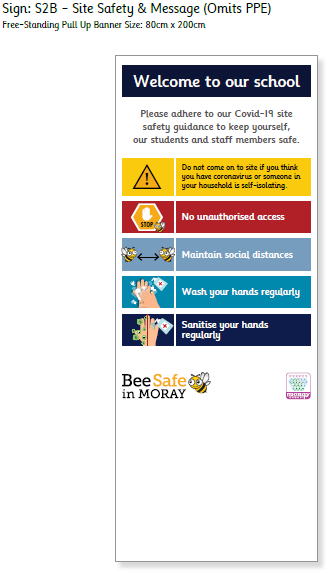 Sign: S2B - Site Safety & Message (Omits PPE)
Free-Standing Pull Up Banner Size: 80cm x 200cm
Welcome to our school
Please adhere to our Covid-19 site
safety guidance to keep yourself,
our students and staff members safe.
Do not come on to site if you think
you have coronavirus or someone in
your household is self-isolating.
STOP
No unauthorised access
Maintain social distances
Wash your hands regularly
Sanitise your hands
regularly
Bee Safe
in MORAY